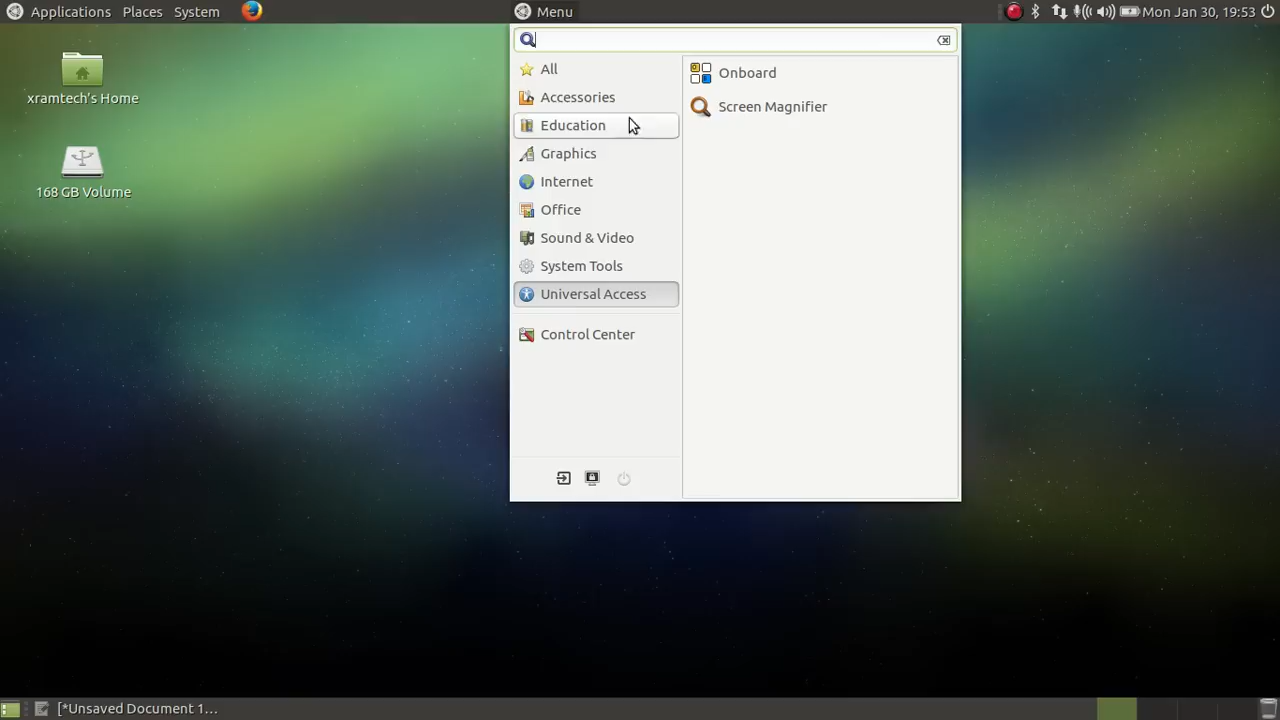 Applications Places System
Menu
Mon Jan 30, 19:53
xramtech's Home
168 GB Volume
All
Accessories
Education
Graphics
Internet
Office
Sound & Video
System Tools
Universal Access
Control Center
Onboard
Screen Magnifier
[*Unsaved Document 1...